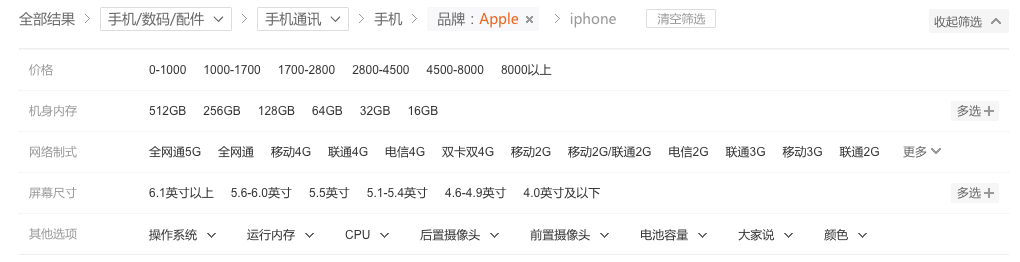 全部结果 手机/数码/配件 手机通讯 手机 品牌：Apple × iphone 清空筛选 收起筛选
价格 0-1000 1000-1700 1700-2800 2800-4500 4500-8000 8000以上
机身内存 512GB 256GB 128GB 64GB 32GB 16GB 多选+
网络制式 全网通5G 全网通 移动4G 联通4G 电信4G 双卡双4G 移动2G 移动2G/联通2G 电信2G 联通3G 移动3G 联通2G 更多
屏幕尺寸 6.1英寸以上 5.6-6.0英寸 5.5英寸 5.1-5.4英寸 4.6-4.9英寸 4.0英寸及以下 多选+
其他选项 操作系统 运行内存 CPU 后置摄像头 前置摄像头 电池容量 大家说 颜色